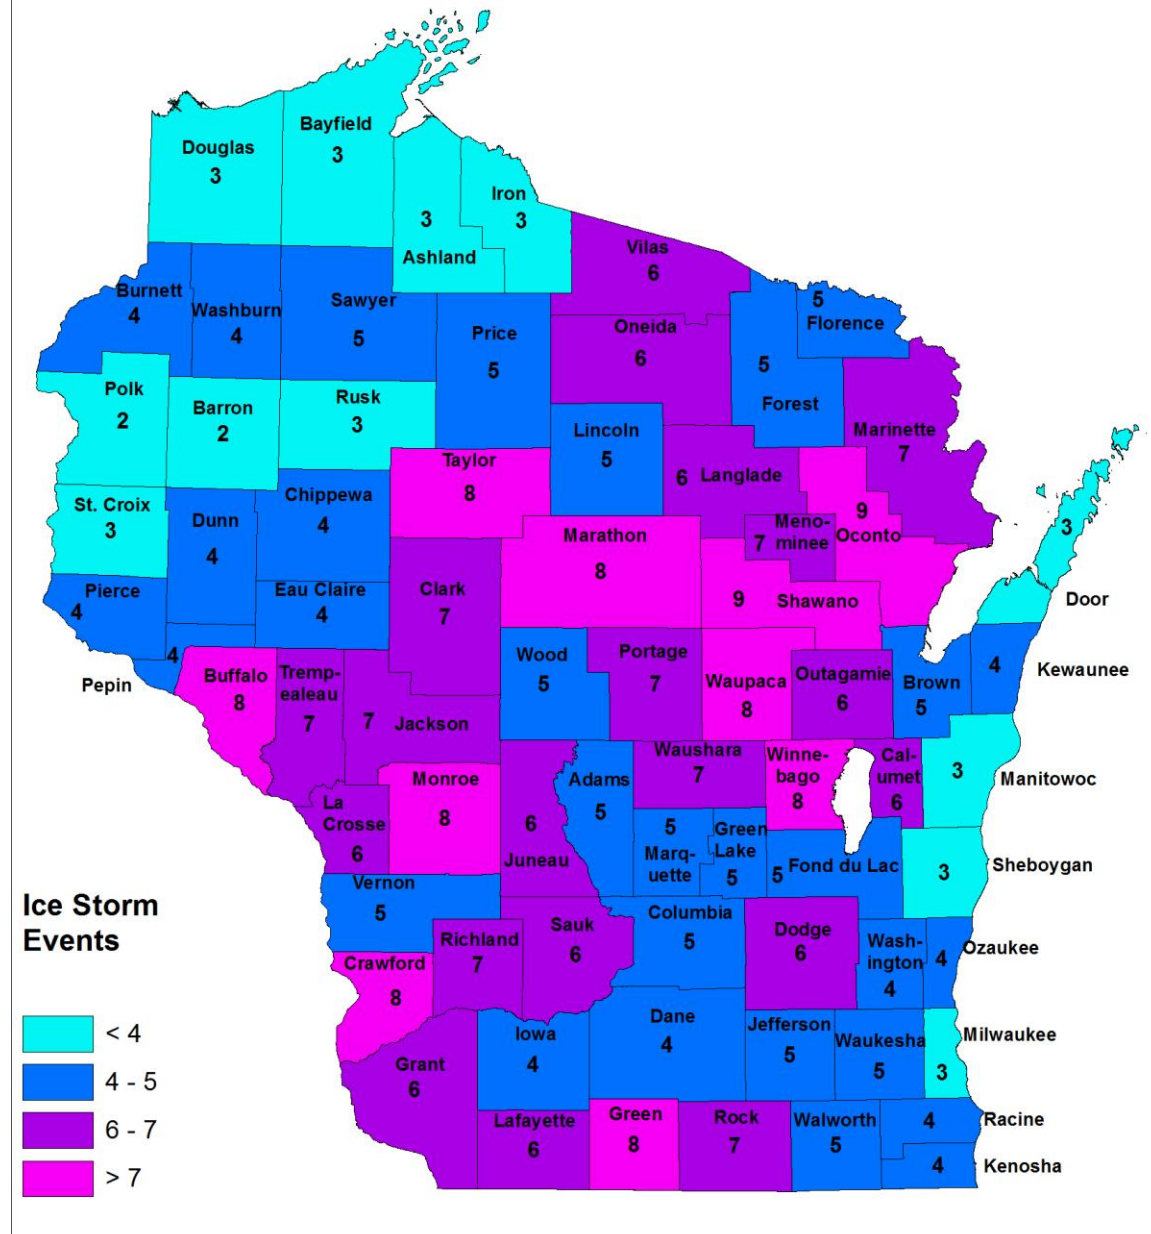 Douglas
3
Bayfield
3
3
Ashland
Iron
3
Vilas
6
Burnett
4
Washburn
4
Sawyer
5
Price
5
Oneida
6
5
Florence
5
Forest
Polk
2
Barron
2
Rusk
3
Lincoln
5
Marinette
7
Taylor
8
6 Langlade
St. Croix
3
Dunn
4
Chippewa
4
Marathon
8
7
Meno-
minee
9
Oconto
3
Door
Pierce
4
Eau Claire
4
Clark
7
9 Shawano
4
Pepin
Buffalo
8
Tremp-
ealeau
7
7 Jackson
Wood
5
Portage
7
Waupaca
8
Outagamie
6
Brown
5
4
Kewaunee
Monroe
8
La
Crosse
6
6
Juneau
Adams
5
Waushara
7
Winne-
bago
8
Cal-
umet
6
3
Manitowoc
5
Marq-
uette
Green
Lake
5
5 Fond du Lac
3
Sheboygan
Vernon
5
Richland
7
Sauk
6
Columbia
5
Dodge
6
Wash-
ington
4
4
Ozaukee
Crawford
8
Grant
6
Iowa
4
Dane
4
Jefferson
5
Waukesha
5
3
Milwaukee
Lafayette
6
Green
8
Rock
7
Walworth
5
4
Racine
4
Kenosha
Ice Storm
Events
< 4
4 - 5
6 - 7
> 7